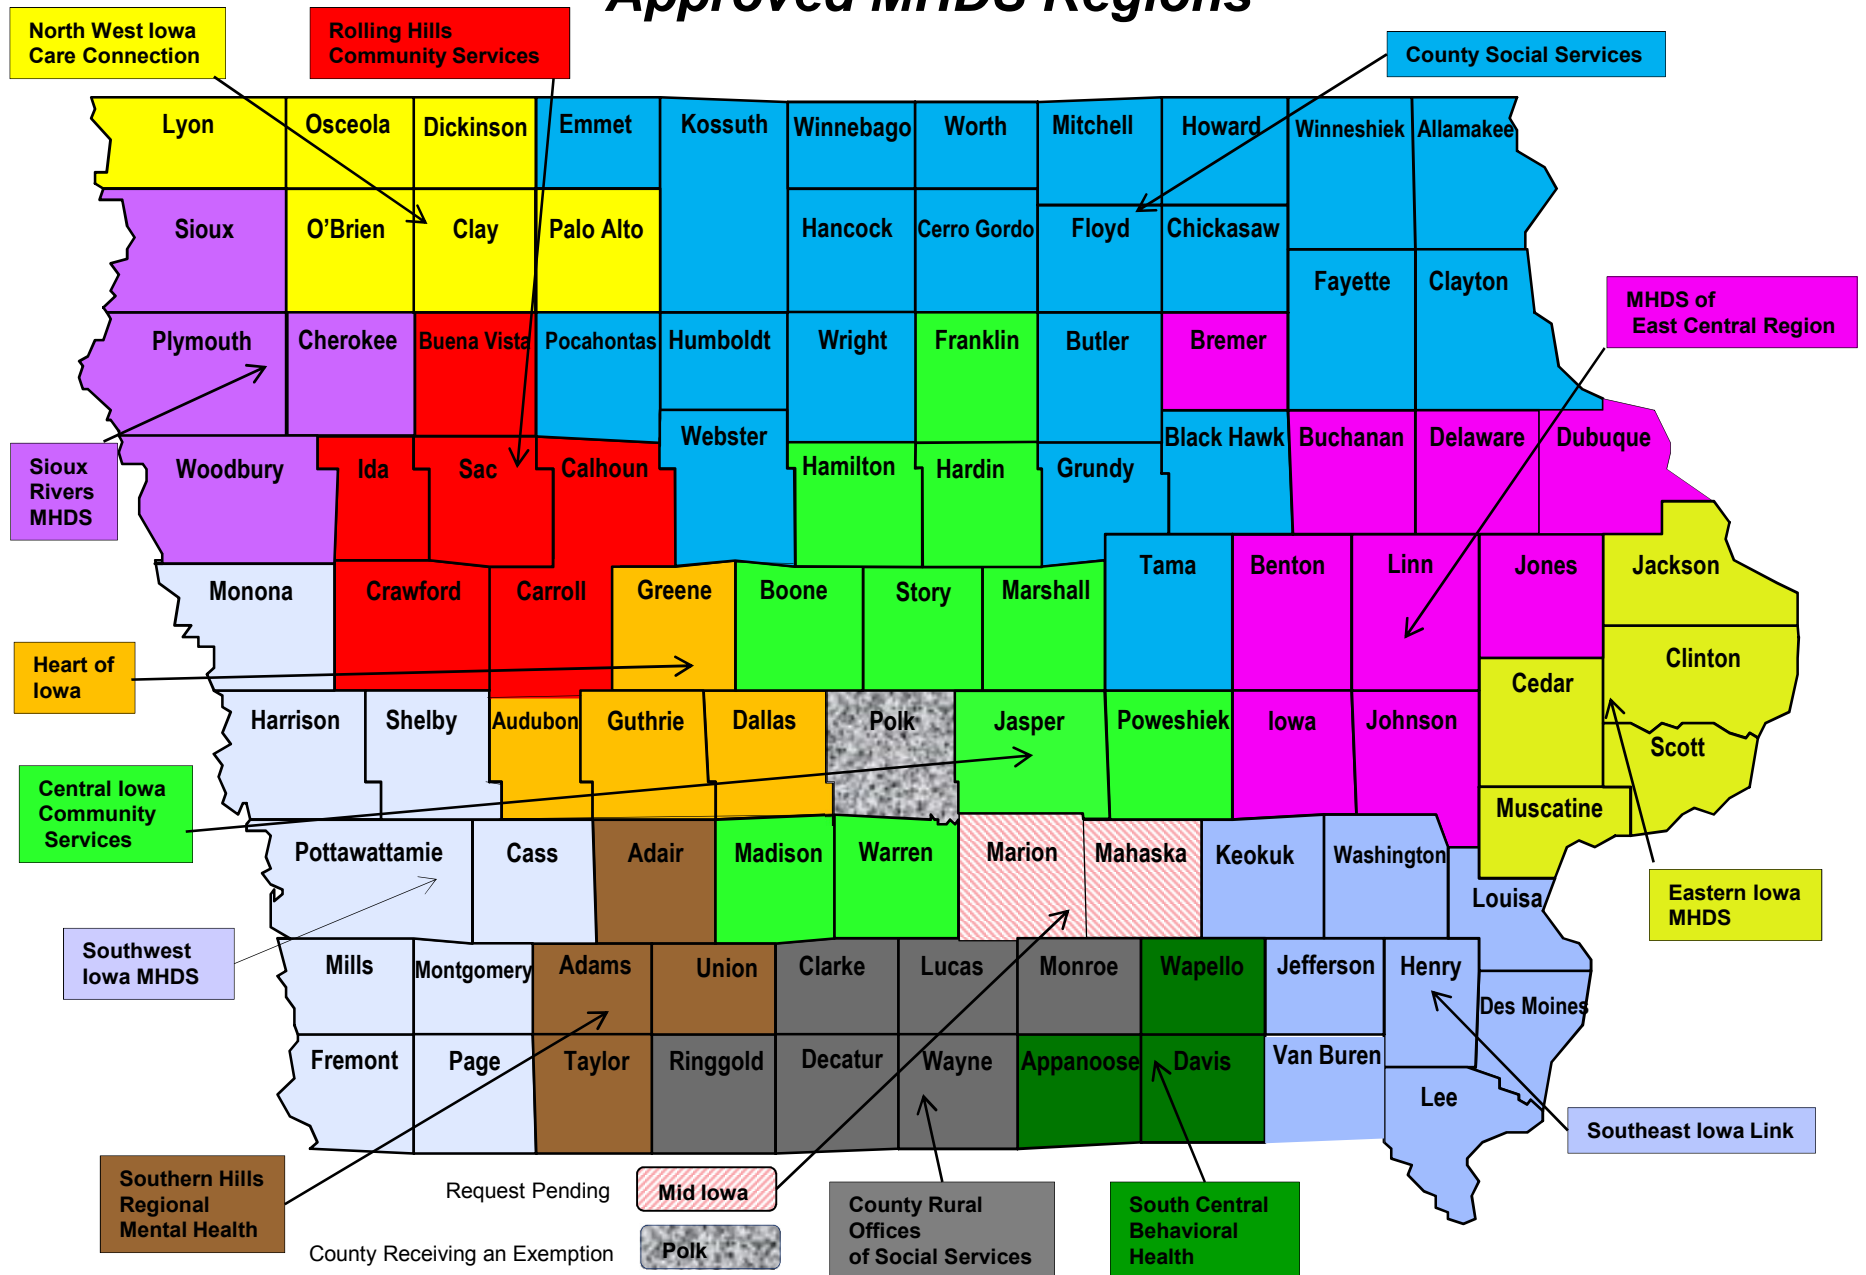 Approved MHDS Regions
North West Iowa
Care Connection
Rolling Hills
Community Services
County Social Services
Lyon
Osceola
Dickinson
Emmet
Kossuth
Winnebago
Worth
Mitchell
Howard
Winneshiek
Allamakee
Sioux
O’Brien
Clay
Palo Alto
Hancock
Cerro Gordo
Floyd
Chickasaw
Fayette
Clayton
MHDS of
East Central Region
Plymouth
Cherokee
Buena Vista
Pocahontas
Humboldt
Wright
Franklin
Butler
Bremer
Sioux
Rivers
MHDS
Woodbury
Ida
Sac
Calhoun
Webster
Hamilton
Hardin
Grundy
Black Hawk
Buchanan
Delaware
Dubuque
Monona
Crawford
Carroll
Greene
Boone
Story
Marshall
Tama
Benton
Linn
Jones
Jackson
Heart of
Iowa
Clinton
Harrison
Shelby
Audubon
Guthrie
Dallas
Polk
Jasper
Poweshiek
Iowa
Johnson
Cedar
Scott
Central Iowa
Community
Services
Muscatine
Pottawattamie
Cass
Adair
Madison
Warren
Marion
Mahaska
Keokuk
Washington
Louisa
Eastern Iowa
MHDS
Southwest
Iowa MHDS
Mills
Montgomery
Adams
Union
Clarke
Lucas
Monroe
Wapello
Jefferson
Henry
Des Moines
Fremont
Page
Taylor
Ringgold
Decatur
Wayne
Appanoose
Davis
Van Buren
Lee
Southeast Iowa Link
Southern Hills
Regional
Mental Health
Request Pending
Mid Iowa
County Receiving an Exemption
Polk
County Rural
Offices
of Social Services
South Central
Behavioral
Health